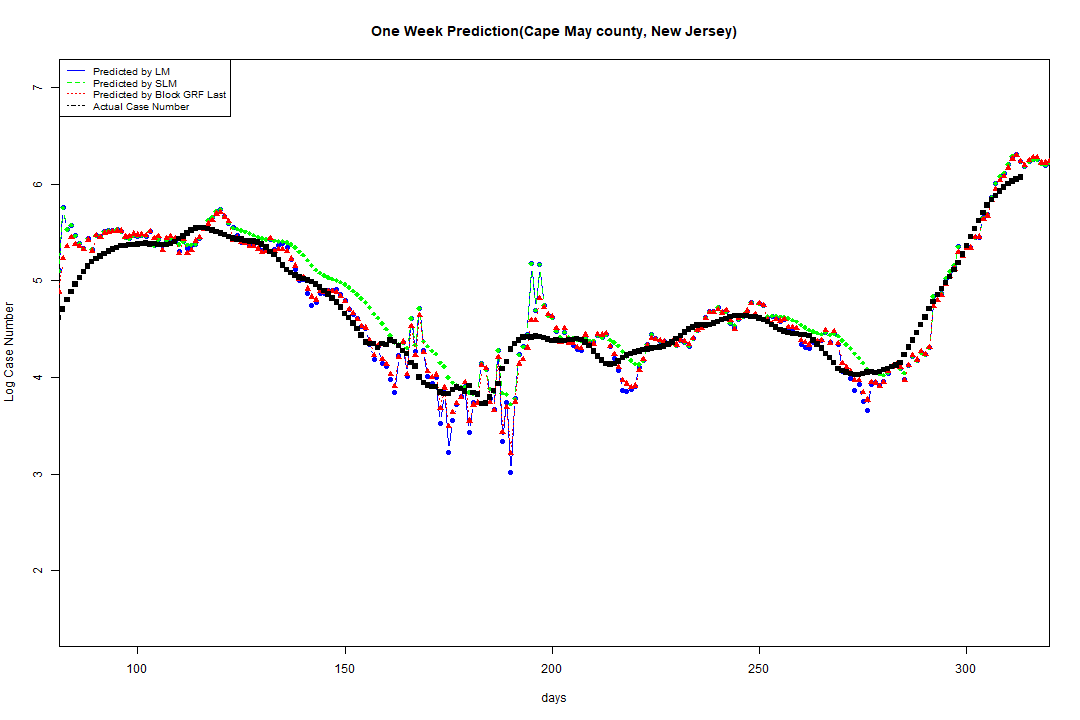 One Week Prediction(Cape May county, New Jersey)
Predicted by LM
Predicted by SLM
Predicted by Block GRF Last
Actual Case Number
7
6
5
4
3
2
Log Case Number
100 150 200 250 300
days